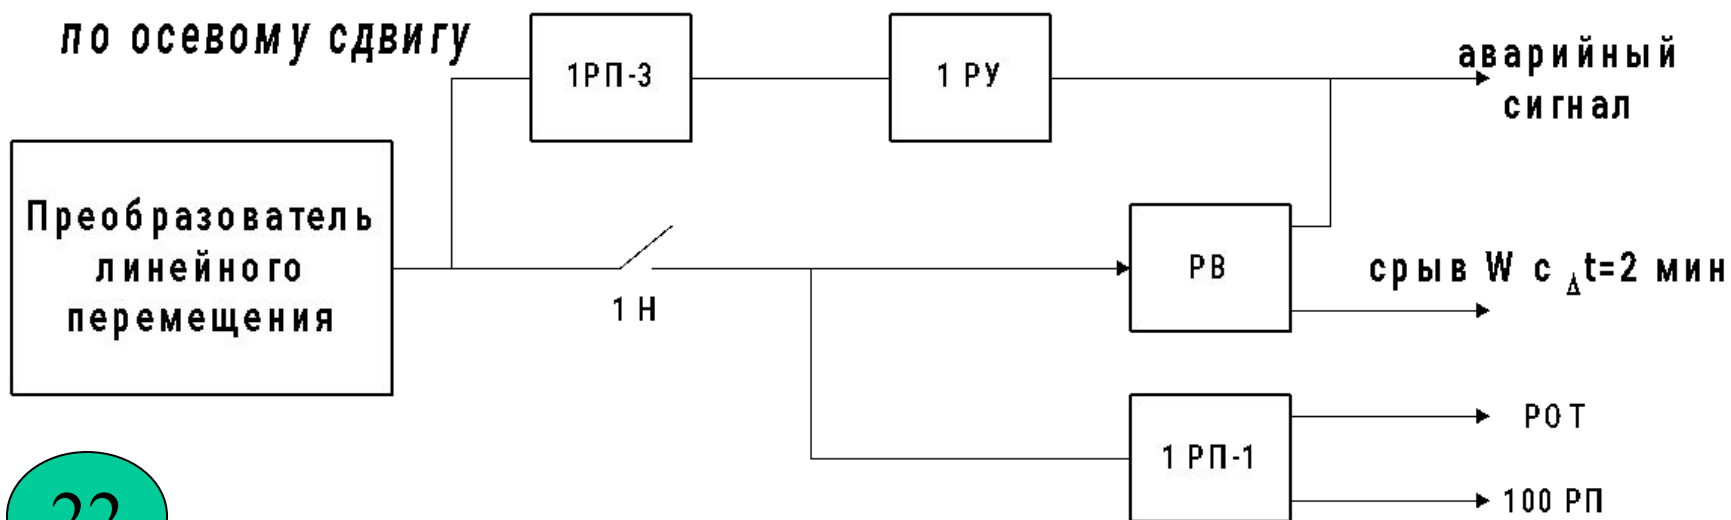 по осевому сдвигу
1РП-3
1 РУ
аварийный
сигнал
Преобразователь
линейного
перемещения
1 Н
РВ
срыв W с Δt=2 мин
1 РП-1
РОТ
100 РП
22